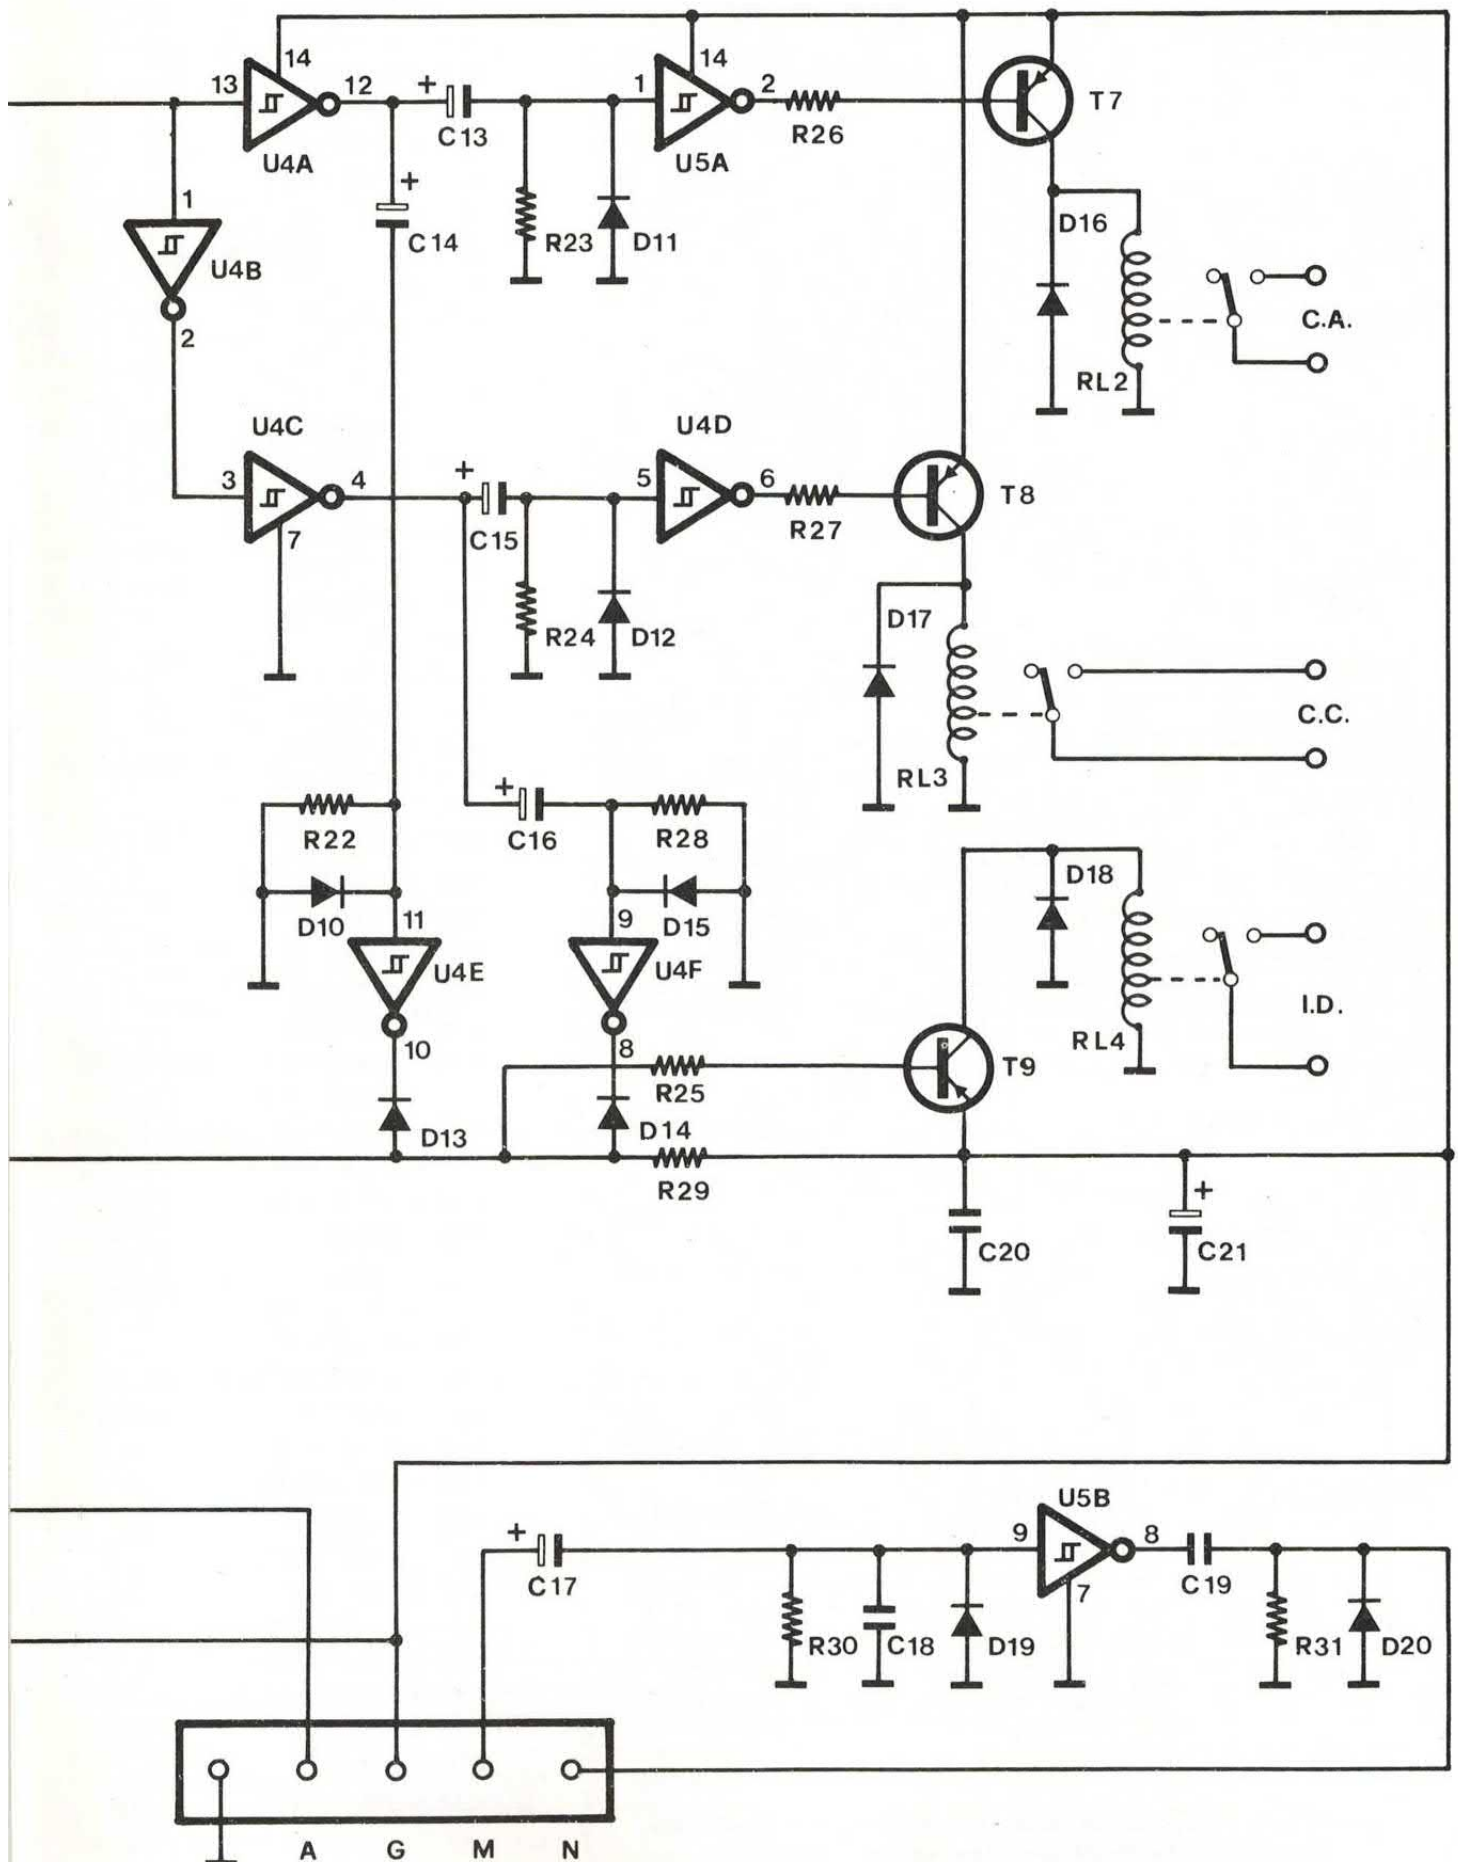 14
14
13
12
+
1
2
T7
C13
R26
U4A
U5A
+
1
D16
C14
R23
D11
U4B
2
C.A.
RL2
U4C
U4D
3
4
+
5
6
T8
7
C15
R27
R24
D12
D17
C.C.
RL3
+
R22
C16
R28
D18
D10
11
9
D15
U4E
U4F
I.D.
10
8
RL4
R25
T9
D13
D14
R29
+
C20
C21
U5B
+
9
8
C17
7
C19
R30
C18
D19
R31
D20
A
G
M
N